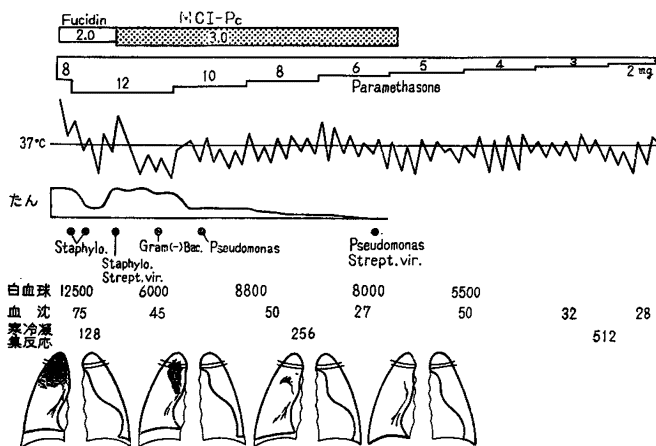 Fucidin MCI-Pc
2.0 3.0
8 12 10 8 6 5 4 3 2 mg
Paramethasone
37°C
たん
Staphylo. Staphylo. Strept. vir. Gram(-)Bac. Pseudomonas Pseudomonas Strept. vir.
白血球 12500 6000 8800 8000 5500
血沈 75 45 50 27 50 32 28
寒冷凝集反応 128 256 512